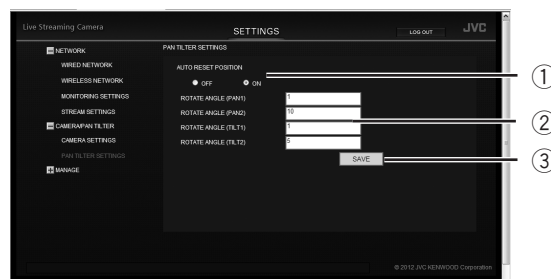 Live Streaming Camera
SETTINGS
LOG OUT
JVC
NETWORK
WIRED NETWORK
WIRELESS NETWORK
MONITORING SETTINGS
STREAM SETTINGS
CAMERA/PAN TILTER
CAMERA SETTINGS
PAN TILTER SETTINGS
MANAGE
PAN TILTER SETTINGS
AUTO RESET POSITION
OFF ON
ROTATE ANGLE (PAN1) 1
ROTATE ANGLE (PAN2) 10
ROTATE ANGLE (TILT1) 1
ROTATE ANGLE (TILT2) 5
SAVE
1
2
3
© 2012 JVC KENWOOD Corporation